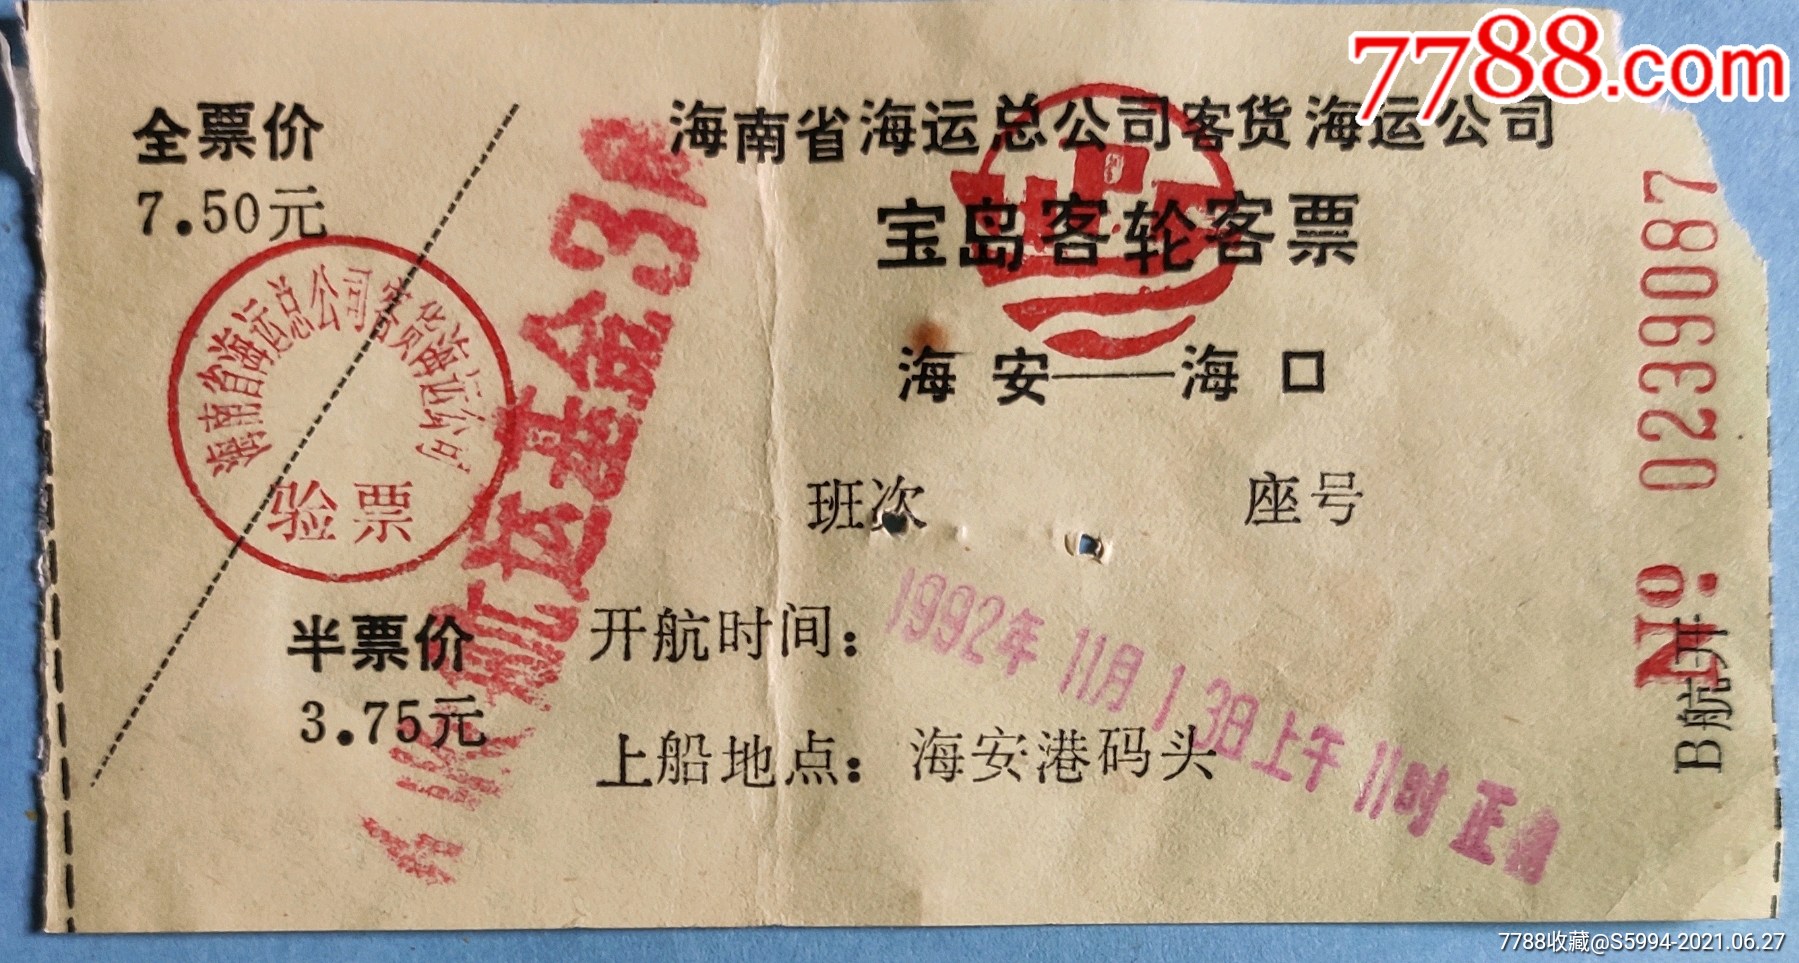 7788.com
海南省海运总公司客货海运公司
宝岛客轮客票
海安——海口
全票价
7.50元
海南省海运总公司客货海运公司
验票
半票价
3.75元
基金3
班次
座号
开航时间：
1992年 11月 13日上午 11时 正
上船地点：海安港码头
№ 0239087
B航班
7788收藏@S5994-2021.06.27